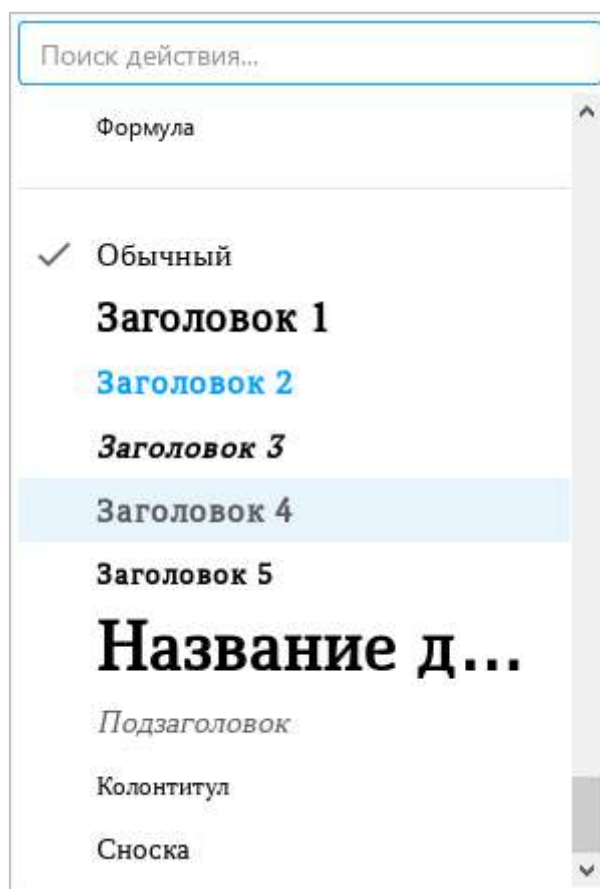 Поиск действия...
Формула
Обычный
Заголовок 1
Заголовок 2
Заголовок 3
Заголовок 4
Заголовок 5
Название д...
Подзаголовок
Колонтитул
Сноска